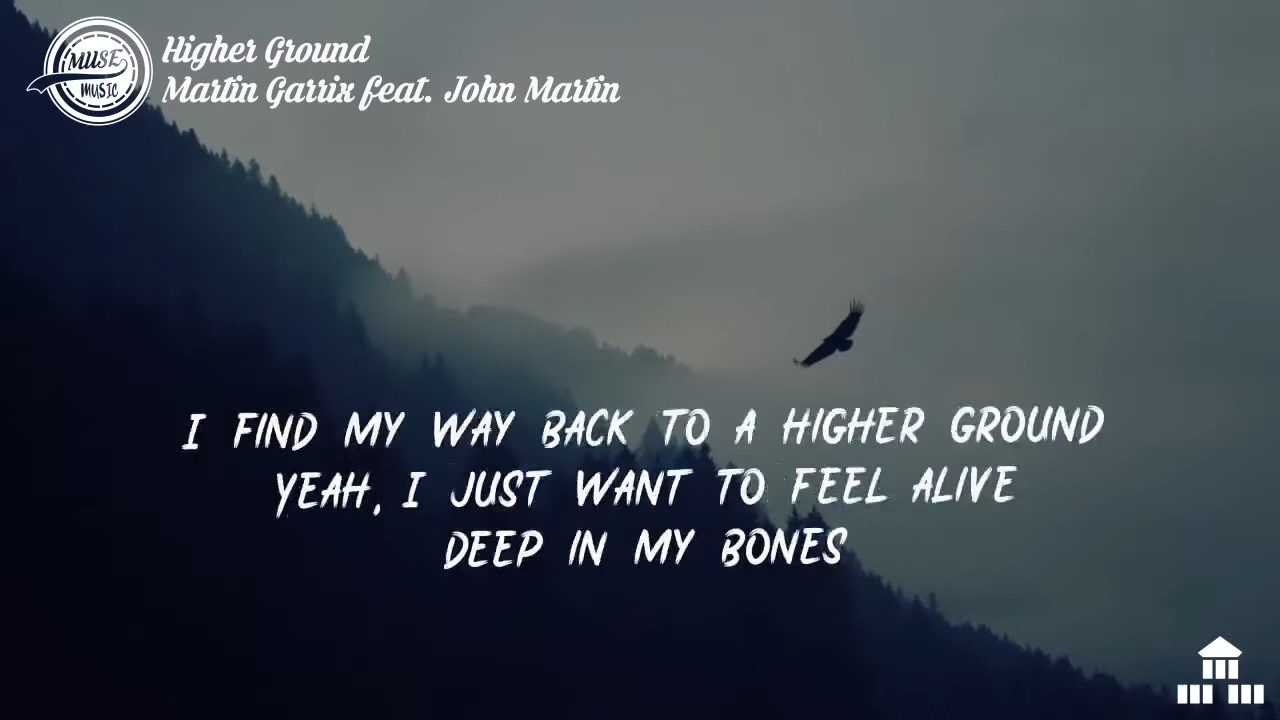 MUSE
MUSIC
Higher Ground
Martin Garrix feat. John Martin
I FIND MY WAY BACK TO A HIGHER GROUND
YEAH, I JUST WANT TO FEEL ALIVE
DEEP IN MY BONES